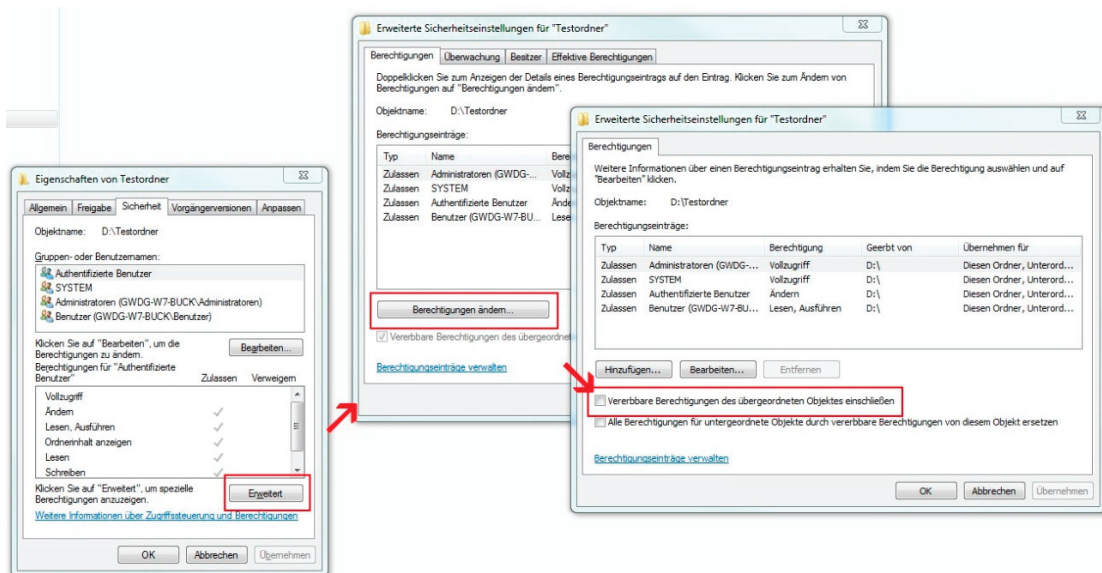 Eigenschaften von Testordner
Allgemein Freigabe Sicherheit Vorgängerversionen Anpassen
Objektname: D:\Testordner
Gruppen- oder Benutzernamen:
Authentifizierte Benutzer
SYSTEM
Administratoren (GWDG-W7-BUCK\Administratoren)
Benutzer (GWDG-W7-BUCK\Benutzer)
Klicken Sie auf "Bearbeiten", um die
Berechtigungen zu ändern.
Bearbeiten...
Berechtigungen für "Authentifizierte
Benutzer"
Zulassen Verweigern
Vollzugriff
Ändern
Lesen, Ausführen
Ordnerinhalt anzeigen
Lesen
Schreiben
Klicken Sie auf "Erweitert", um spezielle
Berechtigungen anzuzeigen.
Erweitert
Weitere Informationen über Zugriffssteuerung und Berechtigungen
OK Abbrechen Übernehmen
Erweiterte Sicherheitseinstellungen für "Testordner"
Berechtigungen Überwachung Besitzer Effektive Berechtigungen
Doppelklicken Sie zum Anzeigen der Details eines Berechtigungseintrags auf den Eintrag. Klicken Sie zum Ändern von
Berechtigungen auf "Berechtigungen ändern".
Objektname: D:\Testordner
Berechtigungseinträge:
Typ Name
Zulassen Administratoren (GWDG-...
Zulassen SYSTEM
Zulassen Authentifizierte Benutzer
Zulassen Benutzer (GWDG-W7-BU...
Berechtigungen ändern...
Vererbbare Berechtigungen des
Berechtigungseinträge verwalten
Erweiterte Sicherheitseinstellungen für "Testordner"
Berechtigungen
Weitere Informationen über einen Berechtigungseintrag erhalten Sie, indem Sie die Berechtigung auswählen und auf
"Bearbeiten" klicken.
Objektname: D:\Testordner
Berechtigungseinträge:
Typ Name Berechtigung Geerbt von Übernehmen für
Zulassen Administratoren (GWDG-... Vollzugriff D:\ Diesen Ordner, Unterord...
Zulassen SYSTEM Vollzugriff D:\ Diesen Ordner, Unterord...
Zulassen Authentifizierte Benutzer Ändern D:\ Diesen Ordner, Unterord...
Zulassen Benutzer (GWDG-W7-BU... Lesen, Ausführen D:\ Diesen Ordner, Unterord...
Hinzufügen... Bearbeiten... Entfernen
Vererbbare Berechtigungen des übergeordneten Objektes einschließen
Alle Berechtigungen für untergeordnete Objekte durch vererbbare Berechtigungen von diesem Objekt ersetzen
Berechtigungseinträge verwalten
OK Abbrechen Übernehmen